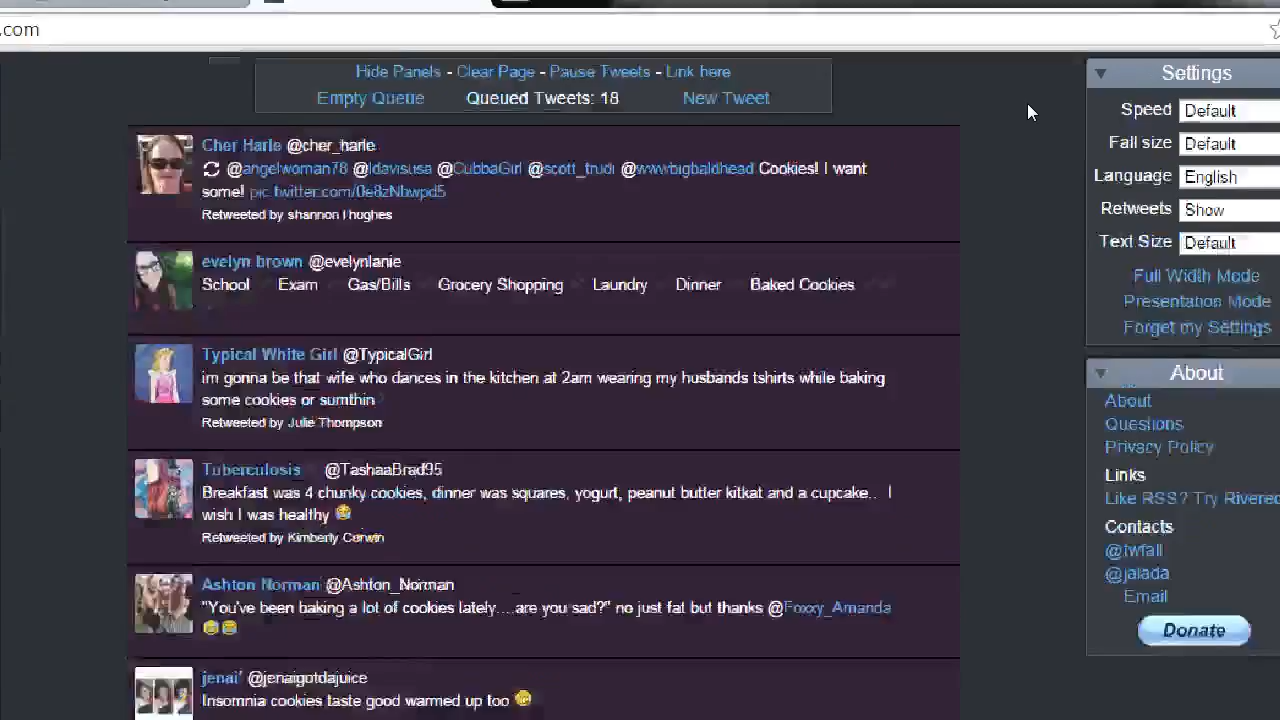 .com
Hide Panels - Clear Page - Pause Tweets - Link here
Empty Queue Queued Tweets: 18 New Tweet
Cher Harle @cher_harle
@angelwoman78 @ldavisusa @CubbaGirl @scott_trudi @wwwbigbaldhead Cookies! I want
some! pic.twitter.com/0e8zNbwpd5
Retweeted by shannon Hughes
evelyn brown @evelynlanie
School Exam Gas/Bills Grocery Shopping Laundry Dinner Baked Cookies
Typical White Girl @TypicalGirl
im gonna be that wife who dances in the kitchen at 2am wearing my husbands tshirts while baking
some cookies or sumthin
Retweeted by Julie Thompson
Tuberculosis @TashaaBrad95
Breakfast was 4 chunky cookies, dinner was squares, yogurt, peanut butter kitkat and a cupcake.. I
wish I was healthy
Retweeted by Kimberly Corwin
Ashton Norman @Ashton_Norman
"You've been baking a lot of cookies lately....are you sad?" no just fat but thanks @Foxxy_Amanda
jenai' @jenaigotdajuice
Insomnia cookies taste good warmed up too
Settings
Speed Default
Fall size Default
Language English
Retweets Show
Text Size Default
Full Width Mode
Presentation Mode
Forget my Settings
About
About
Questions
Privacy Policy
Links
Like RSS? Try Rivered
Contacts
@twfall
@jalada
Email
Donate